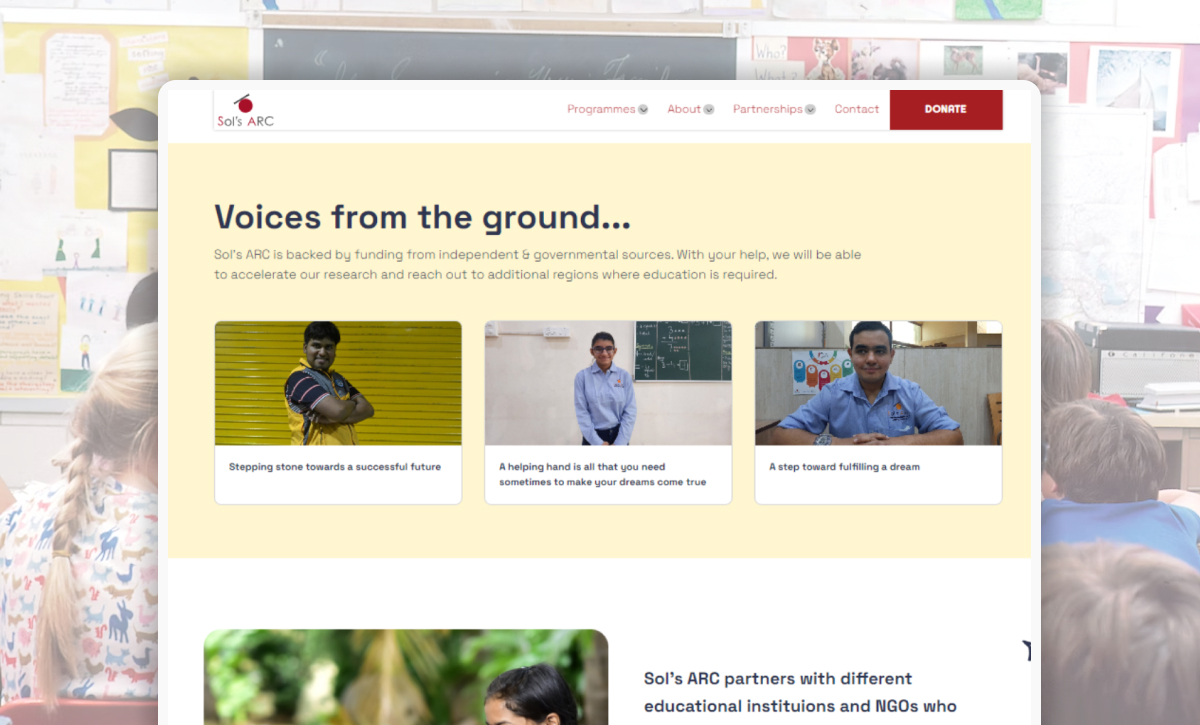 Who?
What?
Sol's ARC
Programmes
About
Partnerships
Contact
DONATE
Voices from the ground...
Sol's ARC is backed by funding from independent & governmental sources. With your help, we will be able
to accelerate our research and reach out to additional regions where education is required.
Stepping stone towards a successful future
A helping hand is all that you need
sometimes to make your dreams come true
A step toward fulfilling a dream
Sol's ARC partners with different
educational instituions and NGOs who